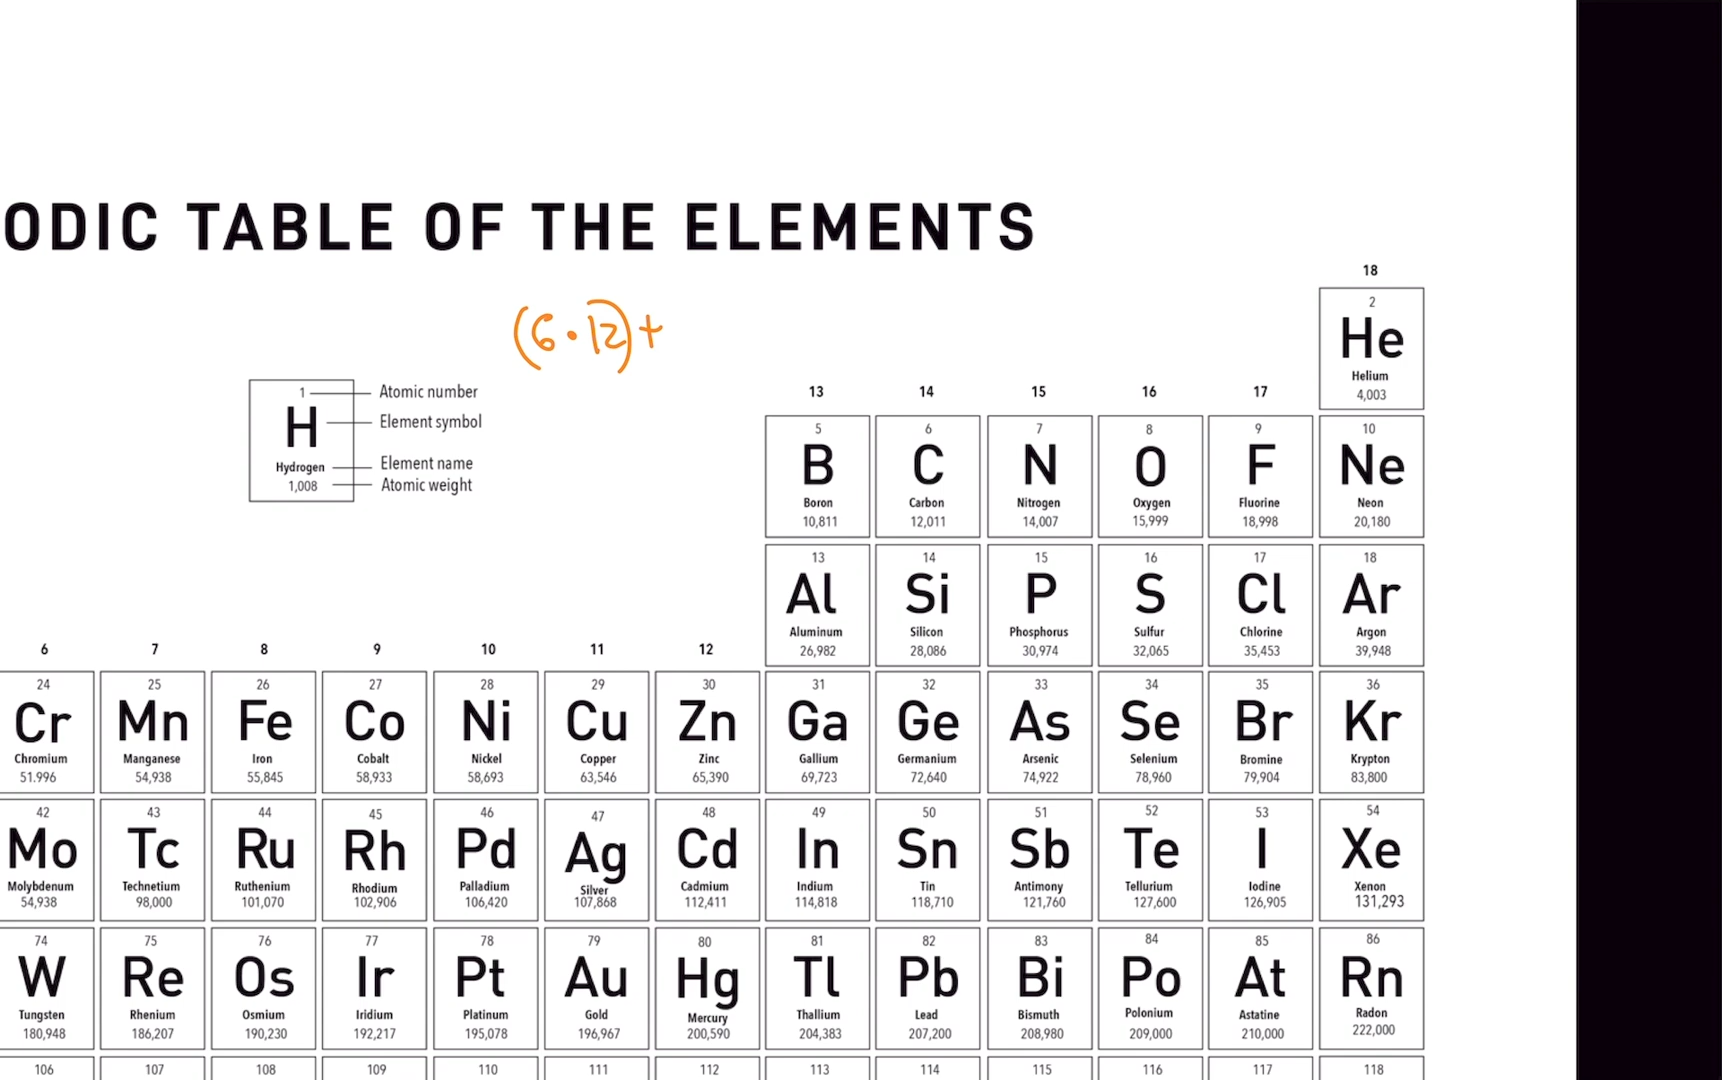 ODIC TABLE OF THE ELEMENTS
18
(6·12)+
2
He
Helium
4,003
1 Atomic number
H Element symbol
Hydrogen Element name
1,008 Atomic weight
13 14 15 16 17
5 6 7 8 9 10
B C N O F Ne
Boron Carbon Nitrogen Oxygen Fluorine Neon
10,811 12,011 14,007 15,999 18,998 20,180
13 14 15 16 17 18
Al Si P S Cl Ar
Aluminum Silicon Phosphorus Sulfur Chlorine Argon
26,982 28,086 30,974 32,065 35,453 39,948
6 7 8 9 10 11 12
24 25 26 27 28 29 30 31 32 33 34 35 36
Cr Mn Fe Co Ni Cu Zn Ga Ge As Se Br Kr
Chromium Manganese Iron Cobalt Nickel Copper Zinc Gallium Germanium Arsenic Selenium Bromine Krypton
51.996 54,938 55,845 58,933 58,693 63,546 65,390 69,723 72,640 74,922 78,960 79,904 83,800
42 43 44 45 46 47 48 49 50 51 52 53 54
Mo Tc Ru Rh Pd Ag Cd In Sn Sb Te I Xe
Molybdenum Technetium Ruthenium Rhodium Palladium Silver Cadmium Indium Tin Antimony Tellurium Iodine Xenon
54,938 98,000 101,070 102,906 106,420 107,868 112,411 114,818 118,710 121,760 127,600 126,905 131,293
74 75 76 77 78 79 80 81 82 83 84 85 86
W Re Os Ir Pt Au Hg Tl Pb Bi Po At Rn
Tungsten Rhenium Osmium Iridium Platinum Gold Mercury Thallium Lead Bismuth Polonium Astatine Radon
180,948 186,207 190,230 192,217 195,078 196,967 200,590 204,383 207,200 208,980 209,000 210,000 222,000
106 107 108 109 110 111 112 113 114 115 116 117 118